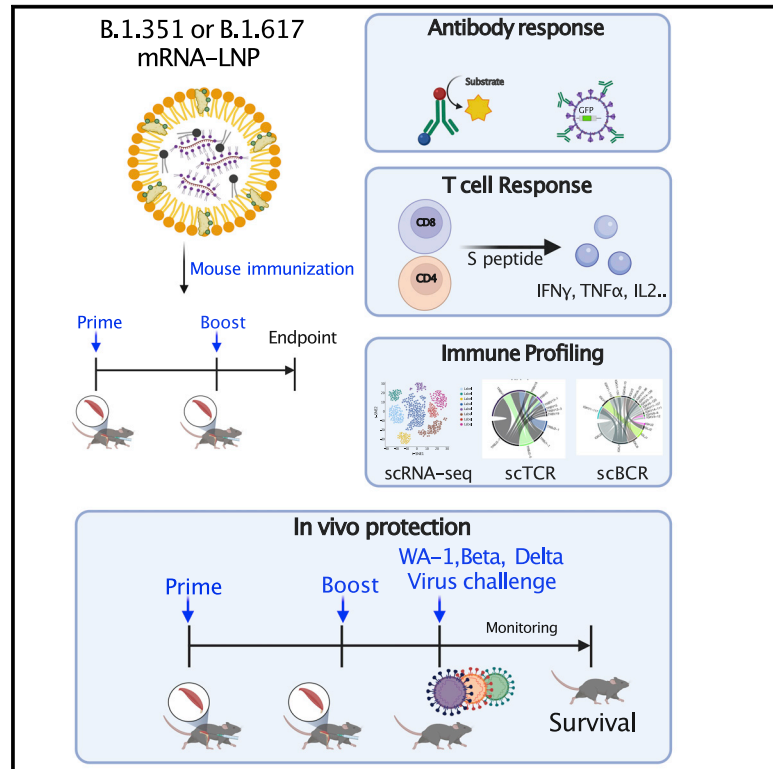 B.1.351 or B.1.617
mRNA-LNP
Mouse immunization
Prime
Boost
Endpoint
Antibody response
Substrate
GFP
T cell Response
CD8
CD4
S peptide
IFNγ, TNFα, IL2..
Immune Profiling
scRNA-seq
scTCR
scBCR
In vivo protection
Prime
Boost
WA-1,Beta, Delta
Virus challenge
Monitoring
Survival